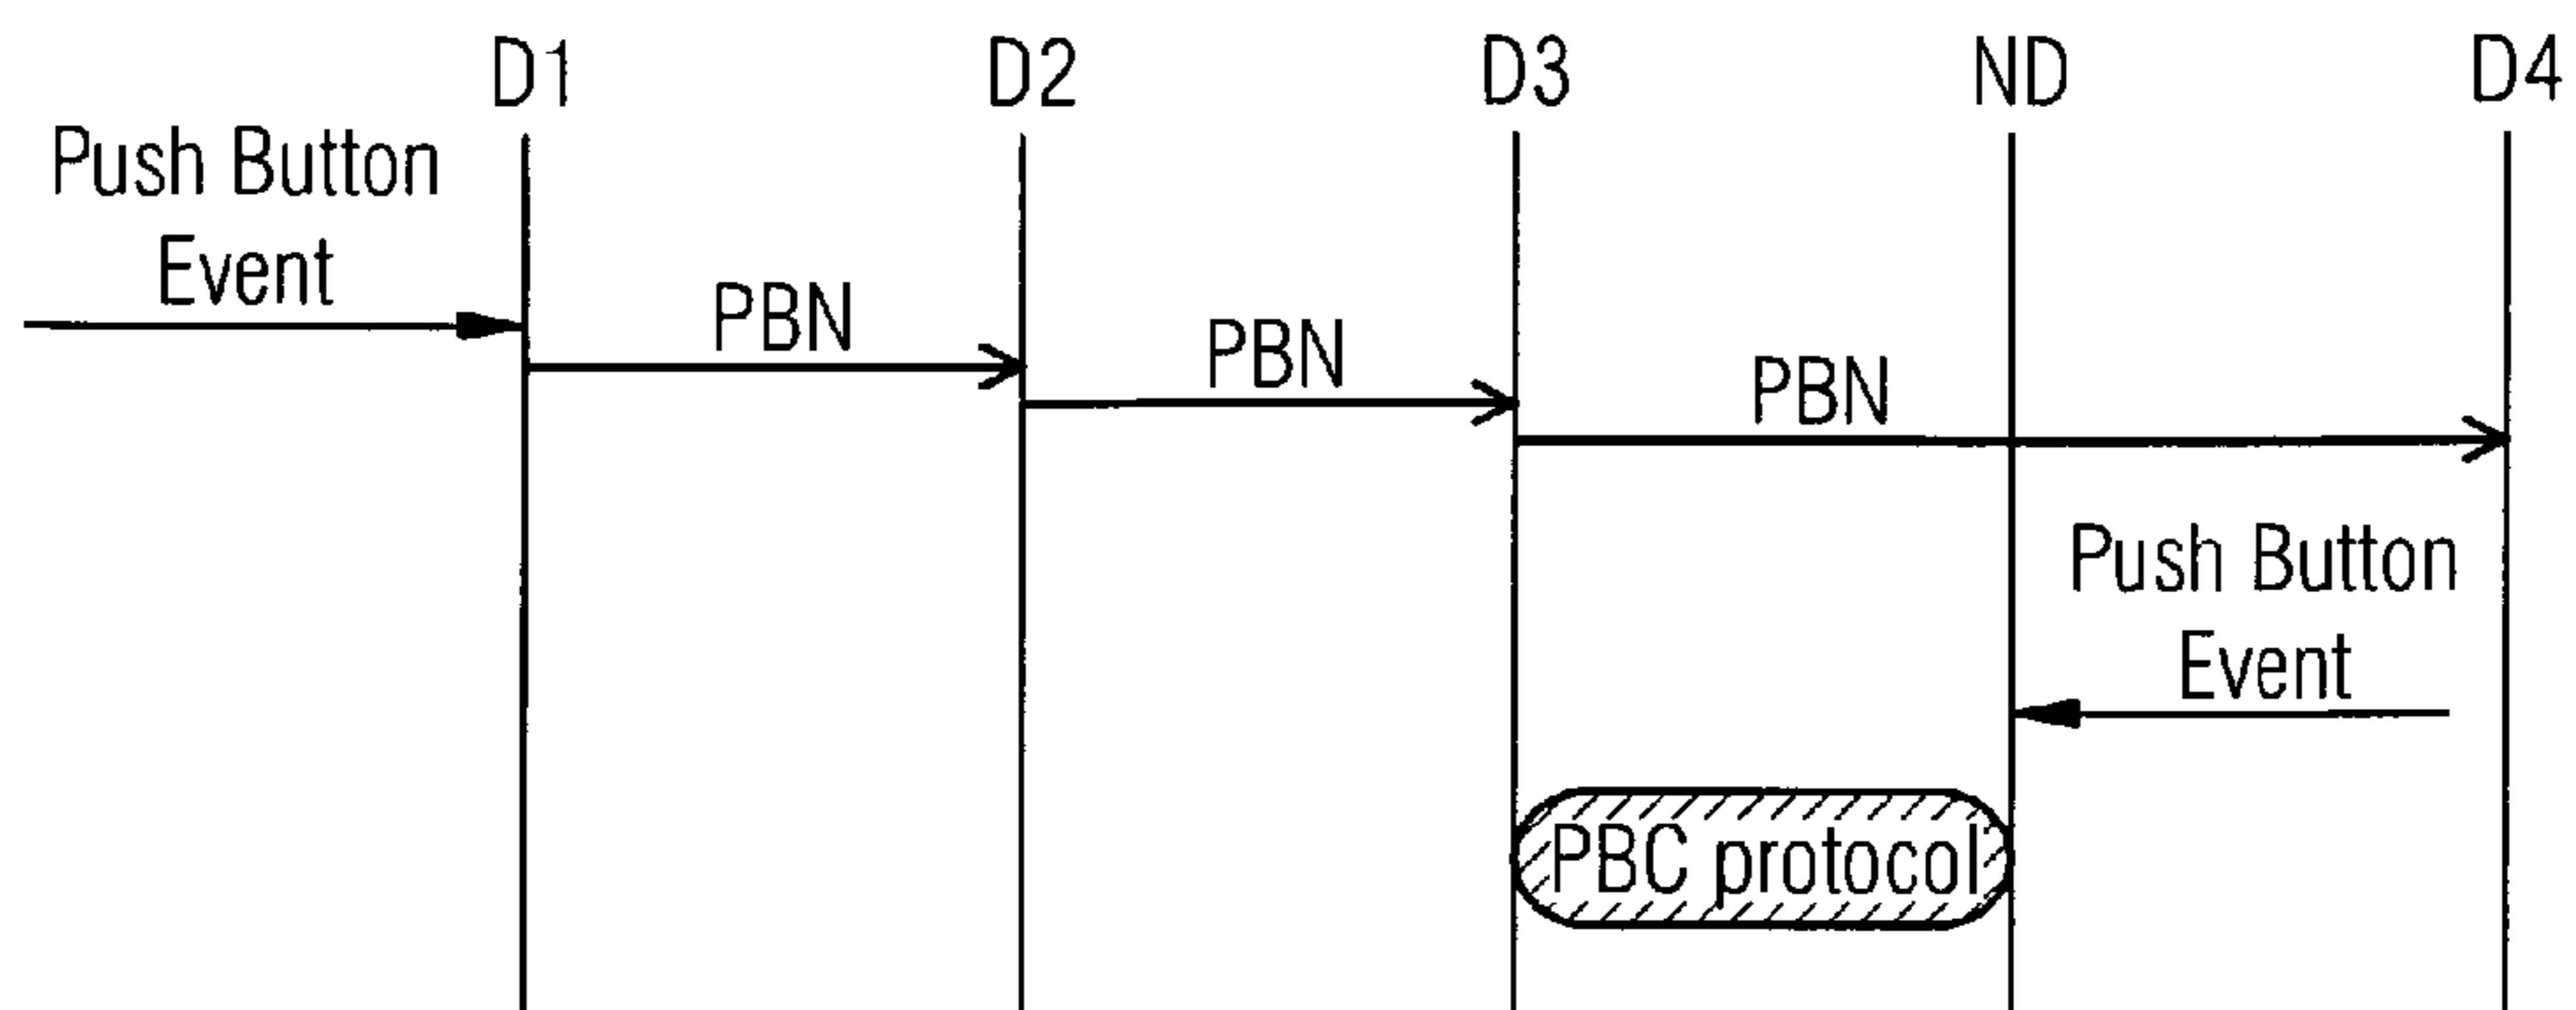 D1
D2
D3
ND
D4
Push Button
Event
PBN
PBN
PBN
Push Button
Event
PBC protocol